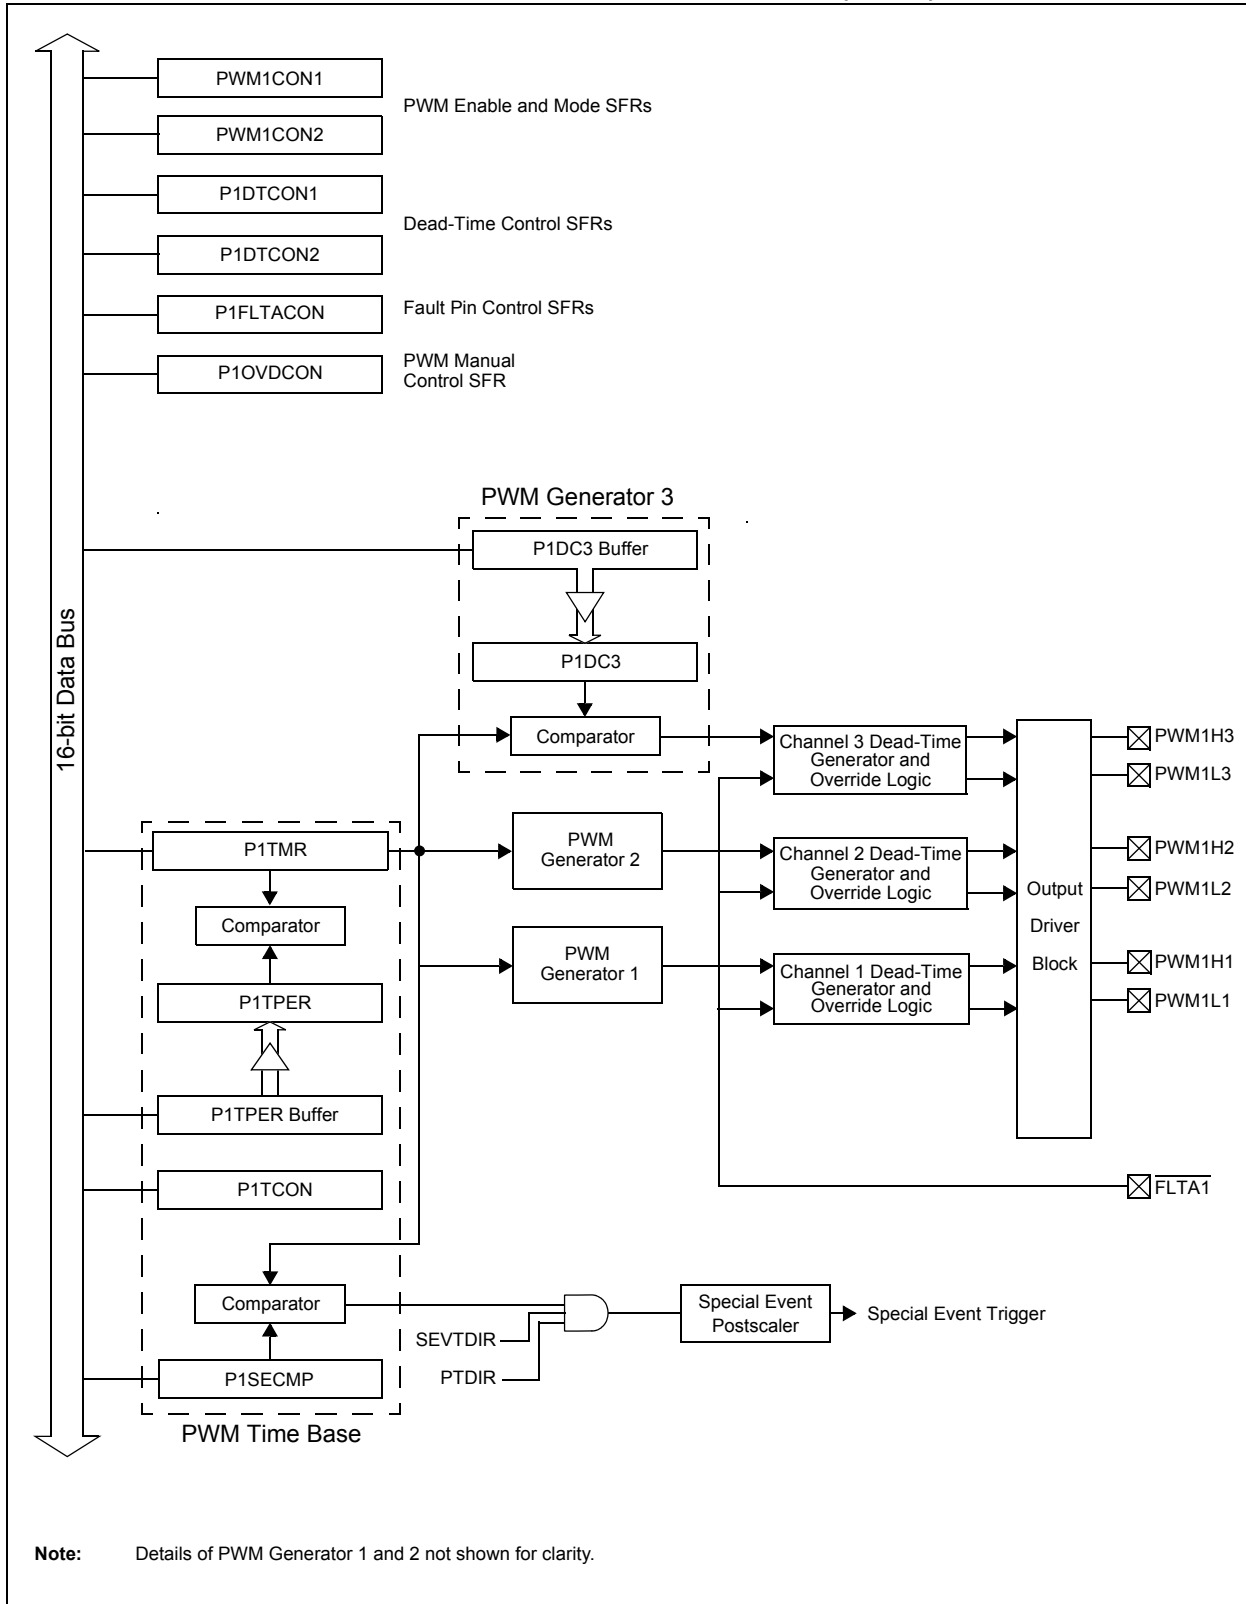 PWM1CON1
PWM Enable and Mode SFRs
PWM1CON2
P1DTCON1
Dead-Time Control SFRs
P1DTCON2
P1FLTACON
Fault Pin Control SFRs
P1OVDCON
PWM Manual
Control SFR
16-bit Data Bus
PWM Generator 3
P1DC3 Buffer
P1DC3
Comparator
Channel 3 Dead-Time
Generator and
Override Logic
PWM1H3
PWM1L3
P1TMR
PWM
Generator 2
Channel 2 Dead-Time
Generator and
Override Logic
PWM1H2
PWM1L2
Output
Driver
Block
Comparator
PWM
Generator 1
Channel 1 Dead-Time
Generator and
Override Logic
PWM1H1
PWM1L1
P1TPER
P1TPER Buffer
P1TCON
FLTA1
Comparator
SEVTDIR
PTDIR
Special Event
Postscaler
Special Event Trigger
P1SECMP
PWM Time Base
Note: Details of PWM Generator 1 and 2 not shown for clarity.